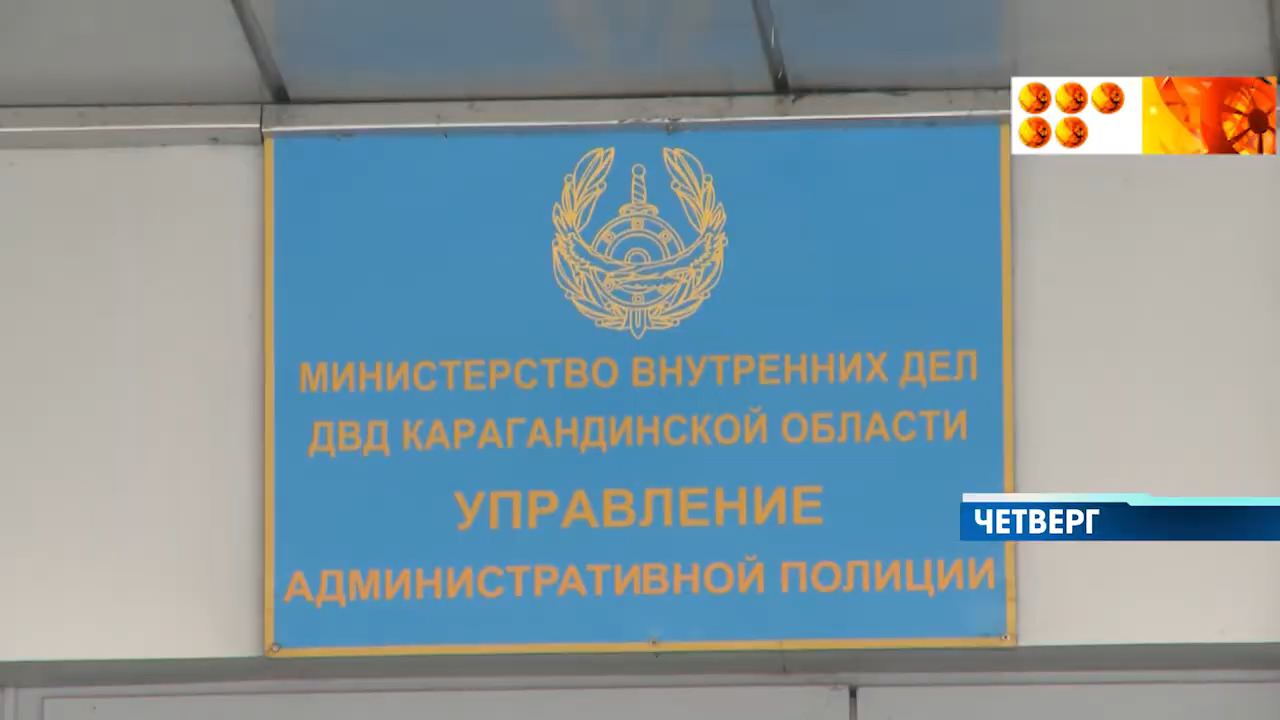 МИНИСТЕРСТВО ВНУТРЕННИХ ДЕЛ
ДВД КАРАГАНДИНСКОЙ ОБЛАСТИ
УПРАВЛЕНИЕ
АДМИНИСТРАТИВНОЙ ПОЛИЦИИ
ЧЕТВЕРГ